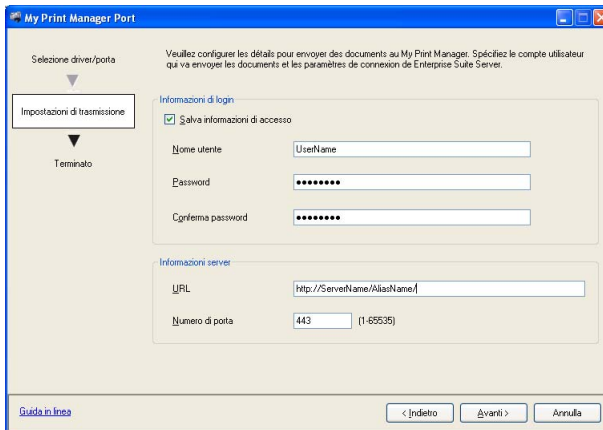 My Print Manager Port
Selezione driver/porta
Impostazioni di trasmissione
Terminato
Veuillez configurer les détails pour envoyer des documents au My Print Manager. Spécifiez le compte utilisateur
qui va envoyer les documents et les paramètres de connexion de Enterprise Suite Server.
Informazioni di login
Salva informazioni di accesso
Nome utente
UserName
Password
●●●●●●●●
Conferma password
●●●●●●●●
Informazioni server
URL
http://ServerName/AliasName/
Numero di porta
443
(1-65535)
Guida in linea
< Indietro
Avanti >
Annulla